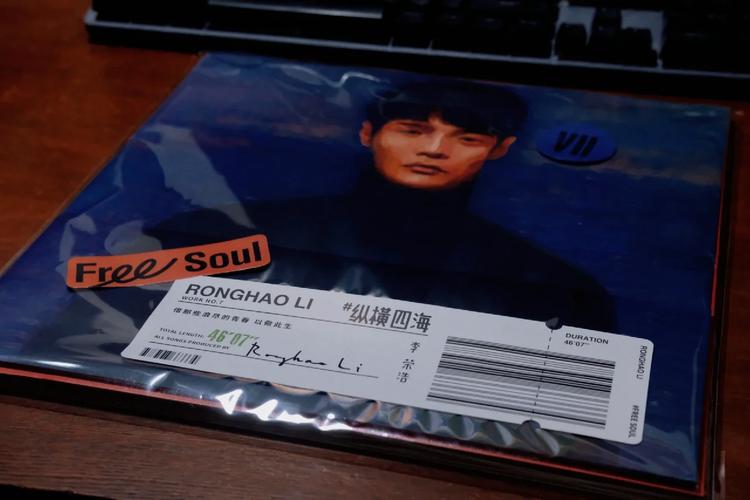 VII
Free Soul
RONGHAO LI
WORK NO.7
#纵横四海
借那些浪尽的青春 以敬此生
TOTAL LENGTH: 46'07"
ALL SONGS PRODUCED BY Ronghao Li
李荣浩
DURATION
46'07"
RONGHAO LI
#FREE SOUL